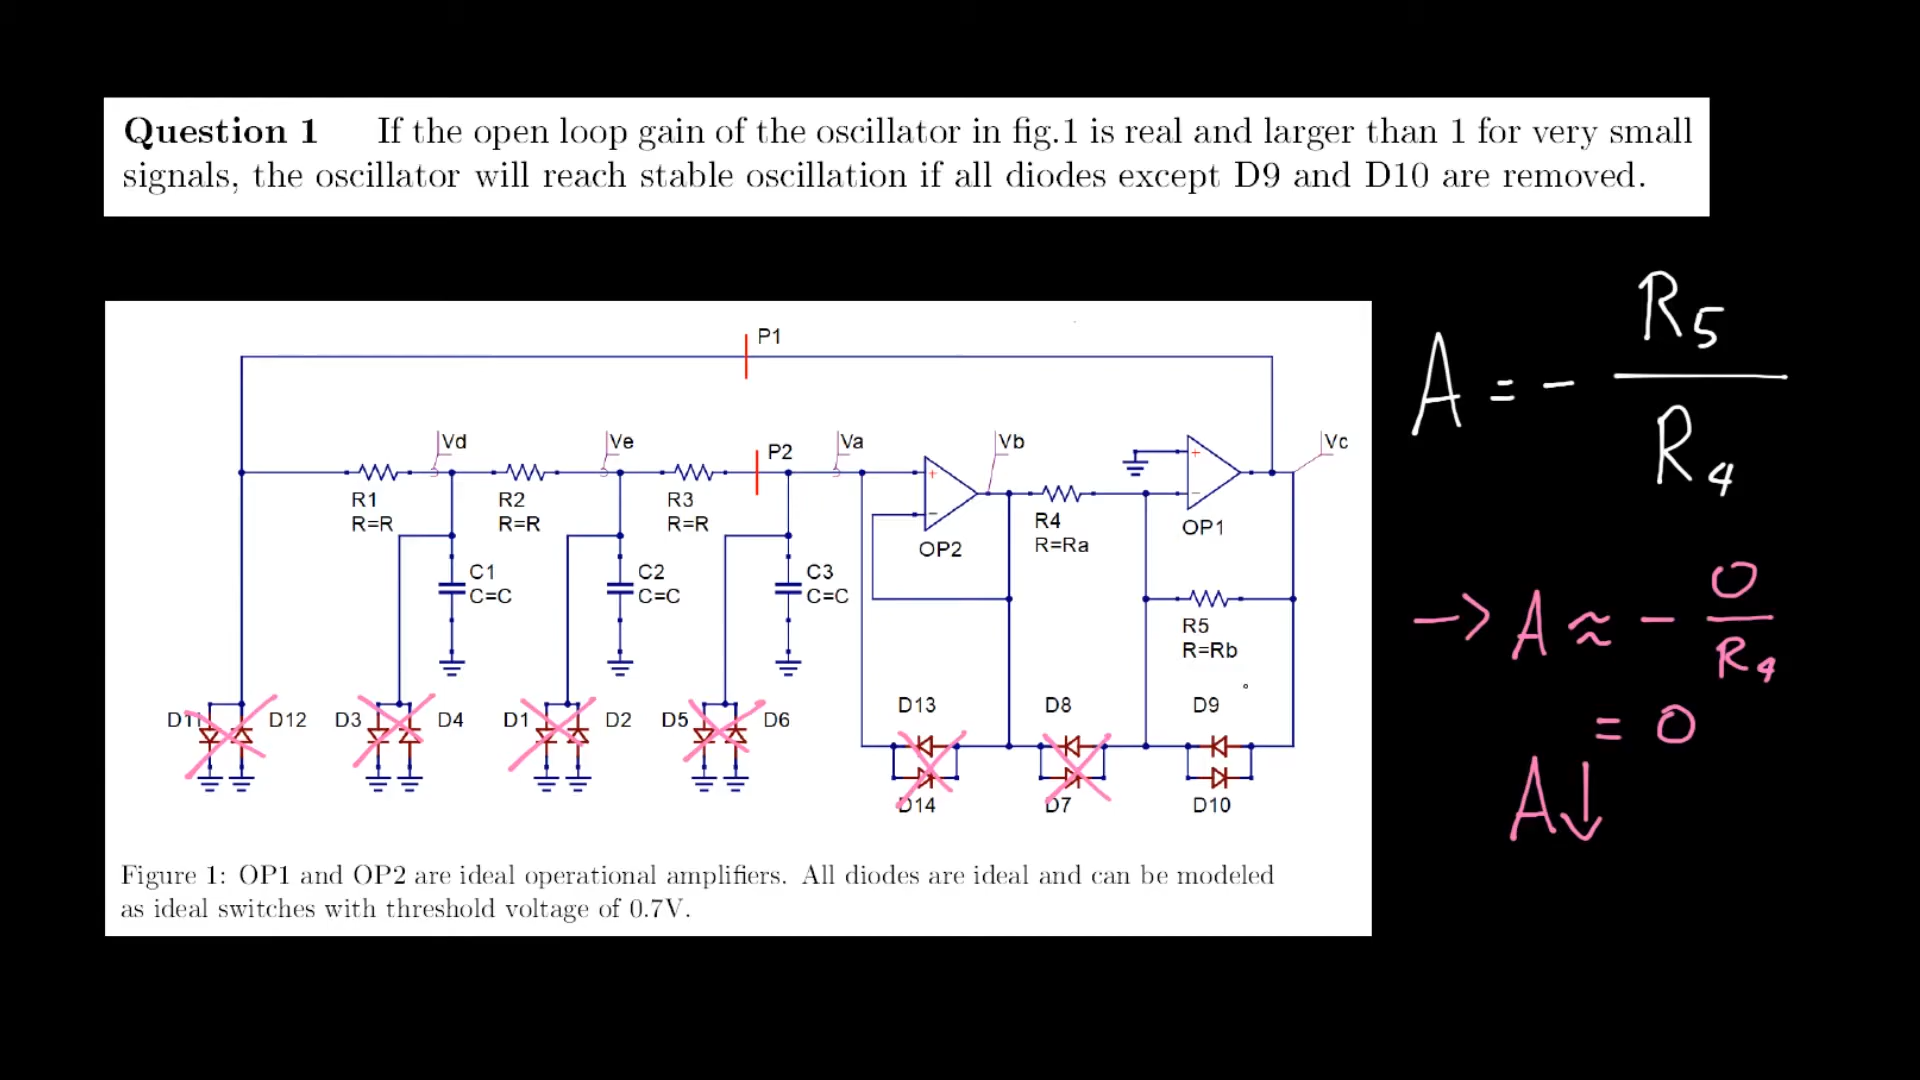 Question 1 If the open loop gain of the oscillator in fig.1 is real and larger than 1 for very small
signals, the oscillator will reach stable oscillation if all diodes except D9 and D10 are removed.
P1
Vd
Ve
P2
Va
Vb
Vc
R1
R=R
R2
R=R
R3
R=R
OP2
R4
R=Ra
OP1
C1
C=C
C2
C=C
C3
C=C
R5
R=Rb
D11
D12
D3
D4
D1
D2
D5
D6
D13
D14
D8
D7
D9
D10
Figure 1: OP1 and OP2 are ideal operational amplifiers. All diodes are ideal and can be modeled
as ideal switches with threshold voltage of 0.7V.
A = - R5 / R4
→ A ≈ - 0 / R4
= 0
A↓